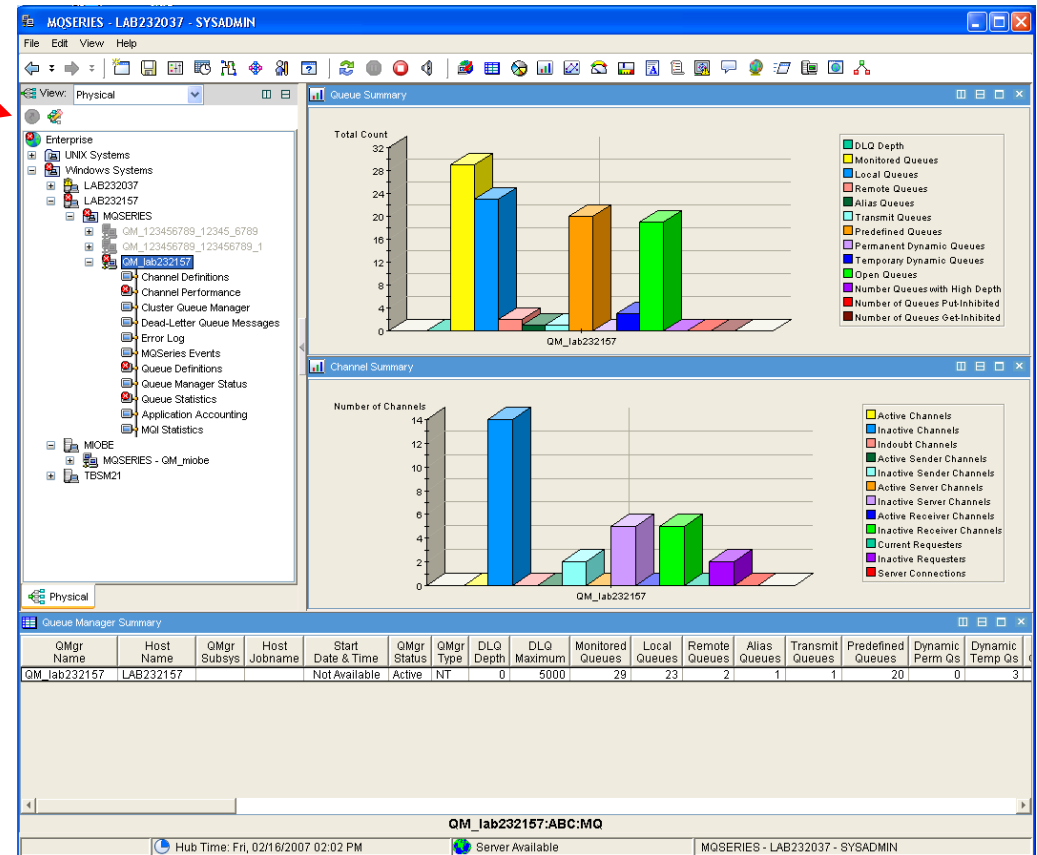 MQSERIES - LAB232037 - SYSADMIN
File Edit View Help
View: Physical
Enterprise
UNIX Systems
Windows Systems
LAB232037
LAB232157
MQSERIES
QM_123456789_12345_6789
QM_123456789_123456789_1
QM_lab232157
Channel Definitions
Channel Performance
Cluster Queue Manager
Dead-Letter Queue Messages
Error Log
MQSeries Events
Queue Definitions
Queue Manager Status
Queue Statistics
Application Accounting
MQI Statistics
MIOBE
MQSERIES - QM_miobe
TBSM21
Physical
Queue Summary
Total Count
32
28
24
20
16
12
8
4
0
QM_lab232157
DLQ Depth
Monitored Queues
Local Queues
Remote Queues
Alias Queues
Transmit Queues
Predefined Queues
Permanent Dynamic Queues
Temporary Dynamic Queues
Open Queues
Number Queues with High Depth
Number of Queues Put-Inhibited
Number of Queues Get-Inhibited
Channel Summary
Number of Channels
14
12
10
8
6
4
2
0
QM_lab232157
Active Channels
Inactive Channels
Indoubt Channels
Active Sender Channels
Inactive Sender Channels
Active Server Channels
Inactive Server Channels
Active Receiver Channels
Inactive Receiver Channels
Current Requesters
Inactive Requesters
Server Connections
Queue Manager Summary
QMgr Name Host Name QMgr Subsys Host Jobname Start Date & Time QMgr Status QMgr Type DLQ Depth DLQ Maximum Monitored Queues Local Queues Remote Queues Alias Queues Transmit Queues Predefined Queues Dynamic Perm Qs Dynamic Temp Qs
QM_lab232157 LAB232157 Not Available Active NT 0 5000 29 23 2 1 1 20 0 3
QM_lab232157:ABC:MQ
Hub Time: Fri, 02/16/2007 02:02 PM Server Available MQSERIES - LAB232037 - SYSADMIN